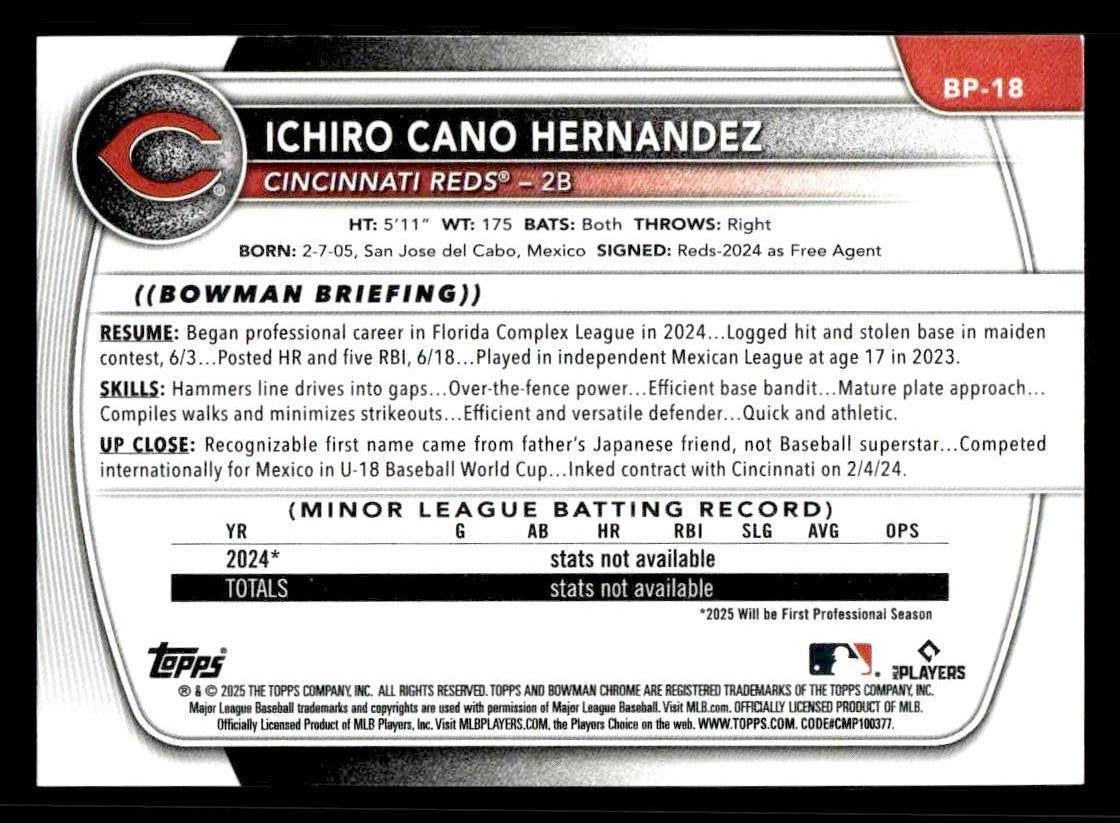 BP-18
ICHIRO CANO HERNANDEZ
CINCINNATI REDS® – 2B
HT: 5'11" WT: 175 BATS: Both THROWS: Right
BORN: 2-7-05, San Jose del Cabo, Mexico SIGNED: Reds-2024 as Free Agent
((BOWMAN BRIEFING))
RESUME: Began professional career in Florida Complex League in 2024...Logged hit and stolen base in maiden
contest, 6/3...Posted HR and five RBI, 6/18...Played in independent Mexican League at age 17 in 2023.
SKILLS: Hammers line drives into gaps...Over-the-fence power...Efficient base bandit...Mature plate approach...
Compiles walks and minimizes strikeouts...Efficient and versatile defender...Quick and athletic.
UP CLOSE: Recognizable first name came from father's Japanese friend, not Baseball superstar...Competed
internationally for Mexico in U-18 Baseball World Cup...Inked contract with Cincinnati on 2/4/24.
(MINOR LEAGUE BATTING RECORD)
YR G AB HR RBI SLG AVG OPS
2024* stats not available
TOTALS stats not available
*2025 Will be First Professional Season
Topps® MLB PLAYERS
® & © 2025 THE TOPPS COMPANY, INC. ALL RIGHTS RESERVED. TOPPS AND BOWMAN CHROME ARE REGISTERED TRADEMARKS OF THE TOPPS COMPANY, INC.
Major League Baseball trademarks and copyrights are used with permission of Major League Baseball. Visit MLB.com. OFFICIALLY LICENSED PRODUCT OF MLB.
Officially Licensed Product of MLB Players, Inc. Visit MLBPLAYERS.COM, the Players Choice on the web. WWW.TOPPS.COM. CODE#CMP100377.